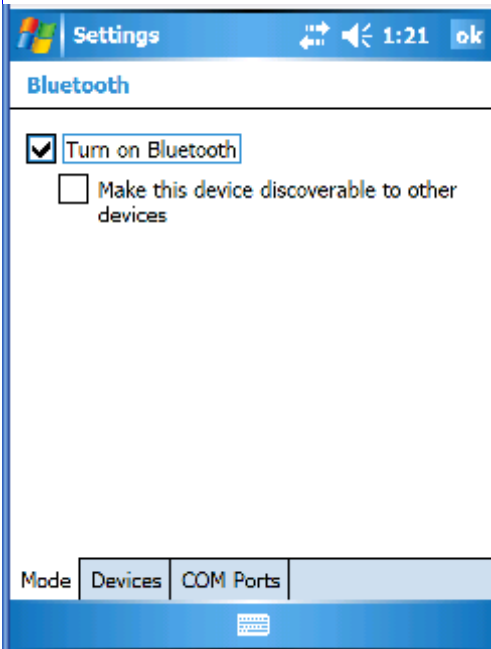 Settings 1:21 ok
Bluetooth
Turn on Bluetooth
Make this device discoverable to other
devices
Mode Devices COM Ports